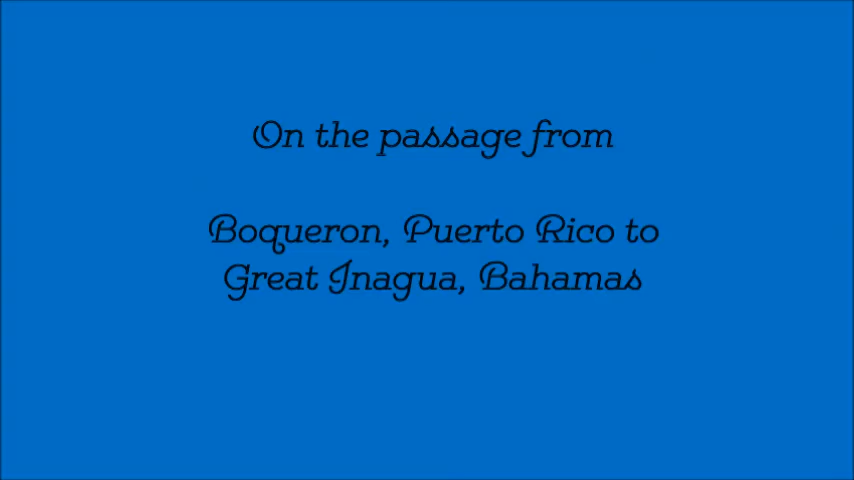 On the passage from
Boqueron, Puerto Rico to
Great Inagua, Bahamas